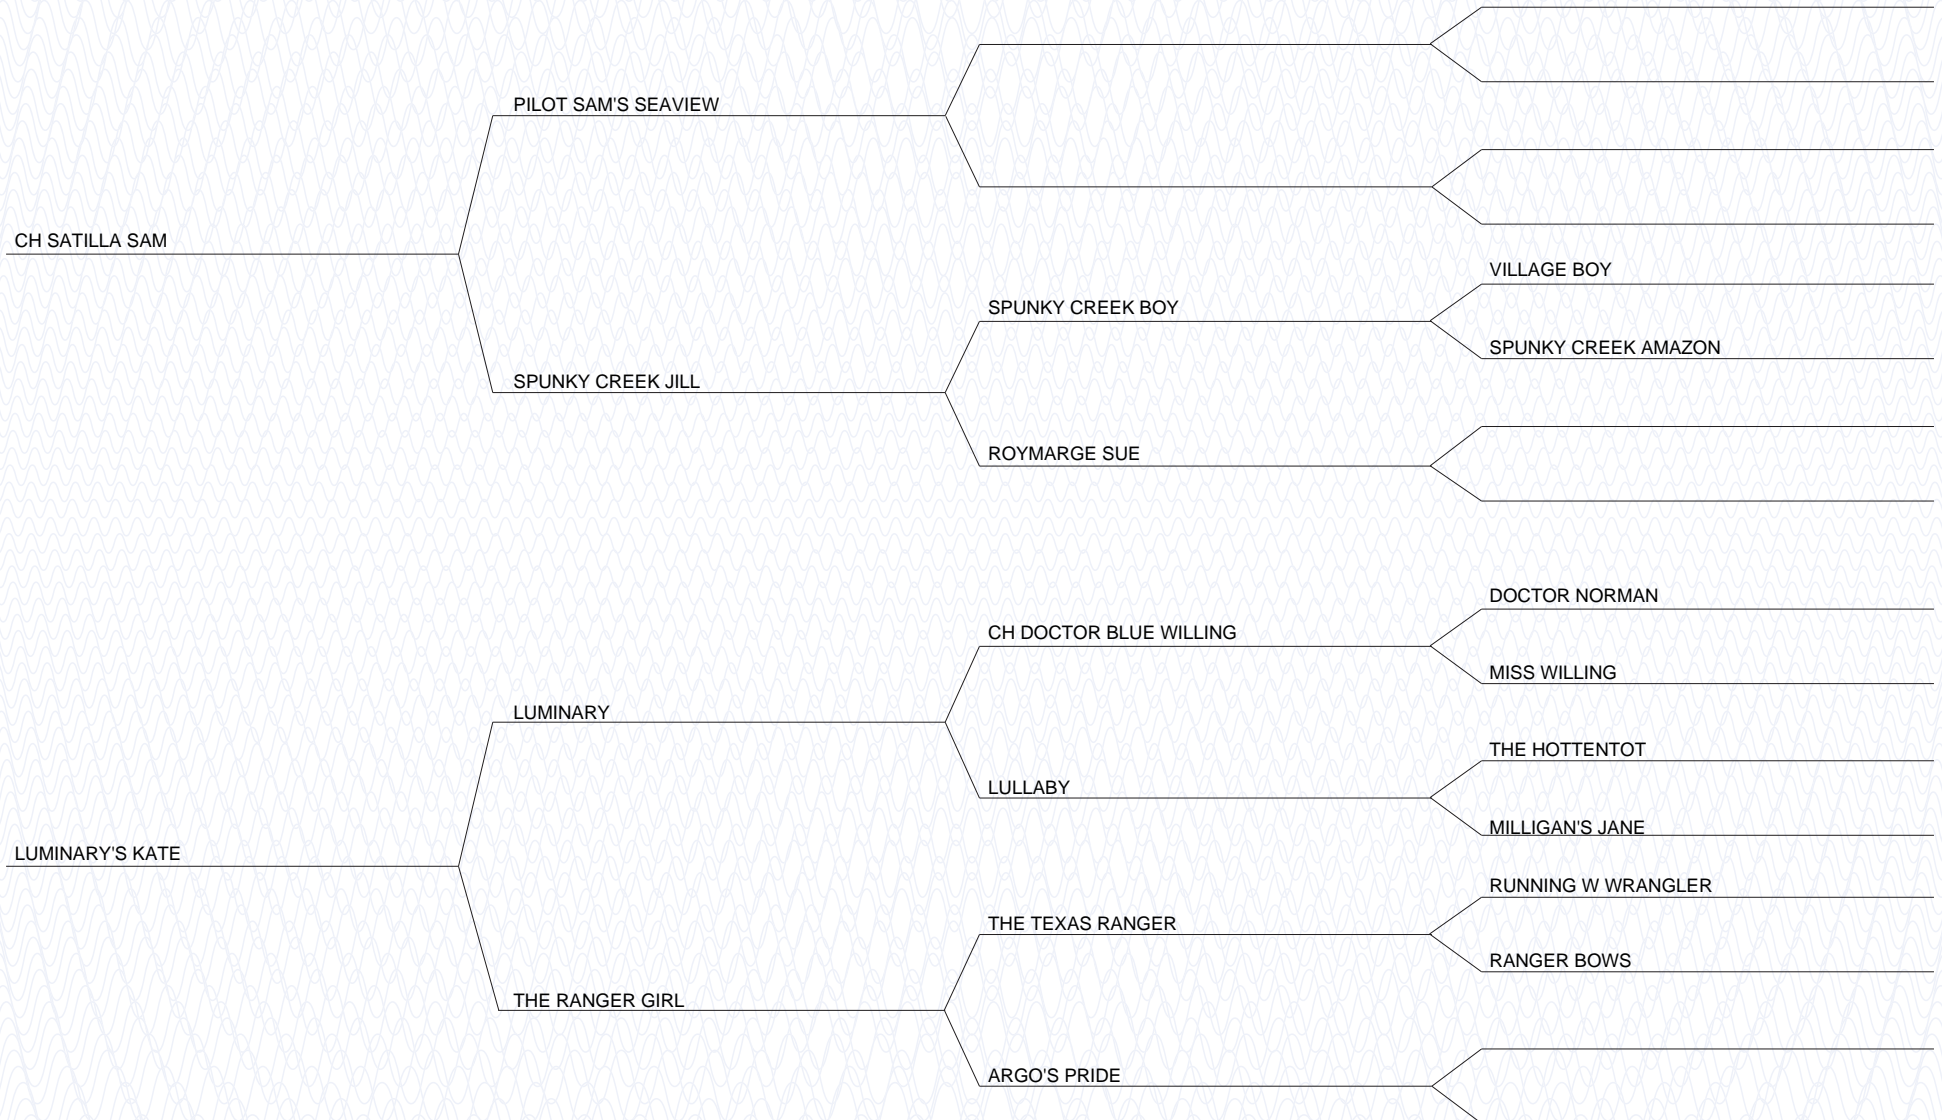 PILOT SAM'S SEAVIEW
CH SATILLA SAM
VILLAGE BOY
SPUNKY CREEK BOY
SPUNKY CREEK AMAZON
SPUNKY CREEK JILL
ROYMARGE SUE
DOCTOR NORMAN
CH DOCTOR BLUE WILLING
MISS WILLING
LUMINARY
THE HOTTENTOT
LULLABY
MILLIGAN'S JANE
LUMINARY'S KATE
RUNNING W WRANGLER
THE TEXAS RANGER
RANGER BOWS
THE RANGER GIRL
ARGO'S PRIDE